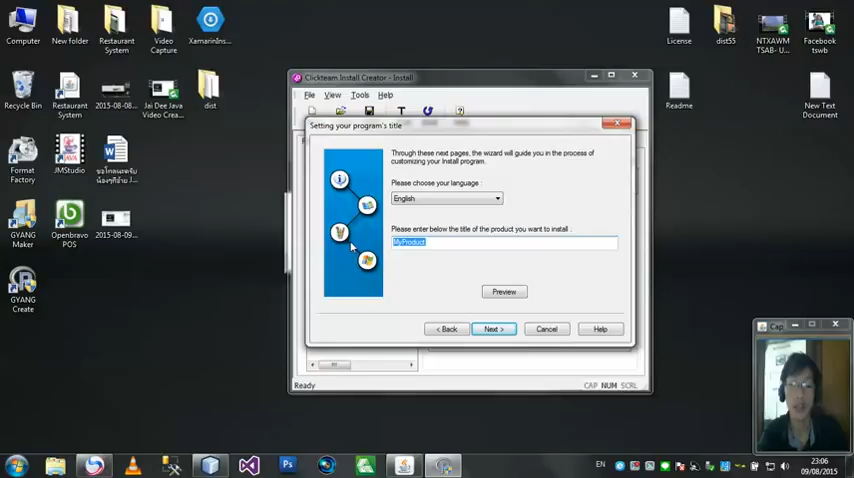 Computer
New folder
Restaurant
System
Video
Capture
XamarinIns...
License
dist55
NTXAWM
TSAB- U...
Facebook
tswb
Recycle Bin
Restaurant
System
2015-08-08...
Jai Dee Java
Video Crea...
dist
Readme
New Text
Document
Format
Factory
JMStudio
GYANG
Maker
Openbravo
POS
2015-08-09...
GYANG
Create
Clickteam Install Creator - Install
File View Tools Help
Setting your program's title
Through these next pages, the wizard will guide you in the process of
customizing your Install program.
Please choose your language :
English
Please enter below the title of the product you want to install :
MyProduct
Preview
< Back
Next >
Cancel
Help
Ready
CAP NUM SCRL
Cap
EN
23:06
09/08/2015